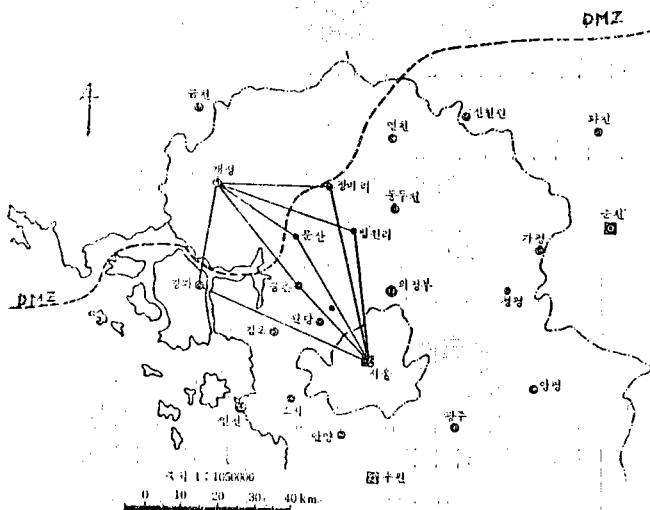 DMZ
금천
신철원
연천
화천
개성
장파리
동두천
춘천
문산
법원리
가평
강화
금촌
의정부
청평
DMZ
원당
김포
서울
양평
인천
소사
안양
광주
축척 1:1050000
수원
0 10 20 30 40 km.